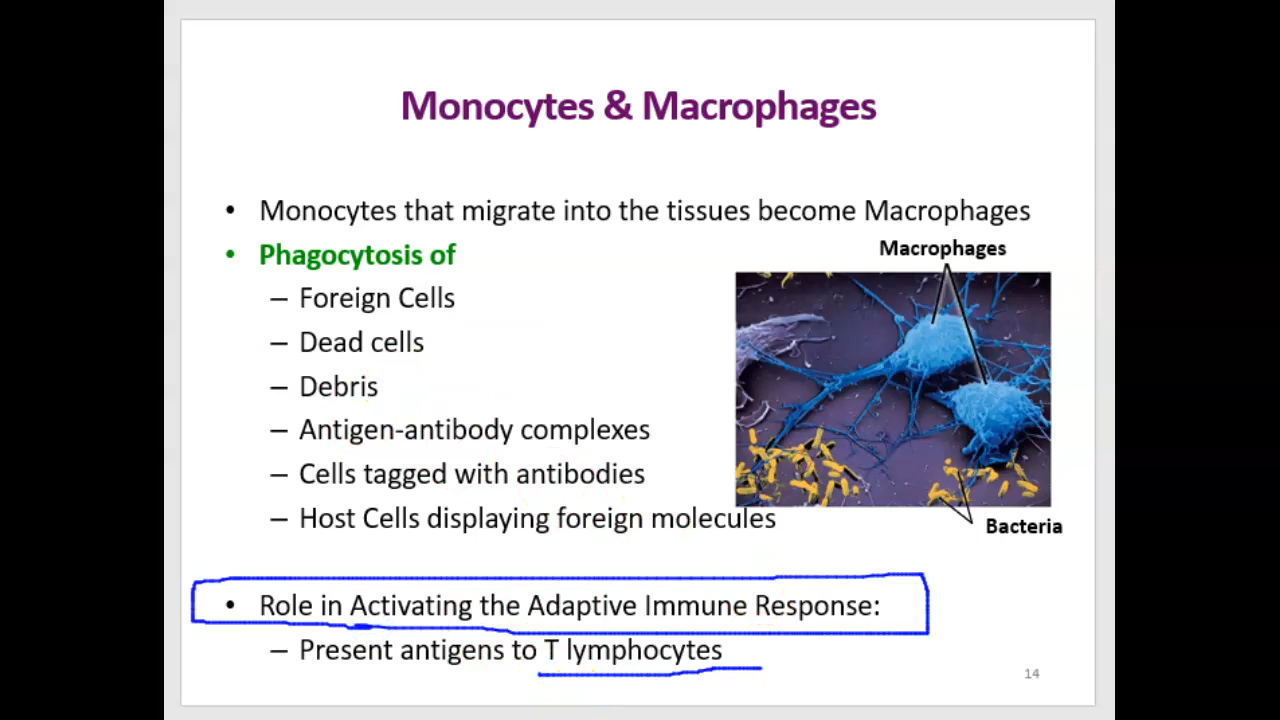 Monocytes & Macrophages
• Monocytes that migrate into the tissues become Macrophages
• Phagocytosis of
Macrophages
– Foreign Cells
– Dead cells
– Debris
– Antigen-antibody complexes
– Cells tagged with antibodies
– Host Cells displaying foreign molecules
Bacteria
• Role in Activating the Adaptive Immune Response:
– Present antigens to T lymphocytes
14